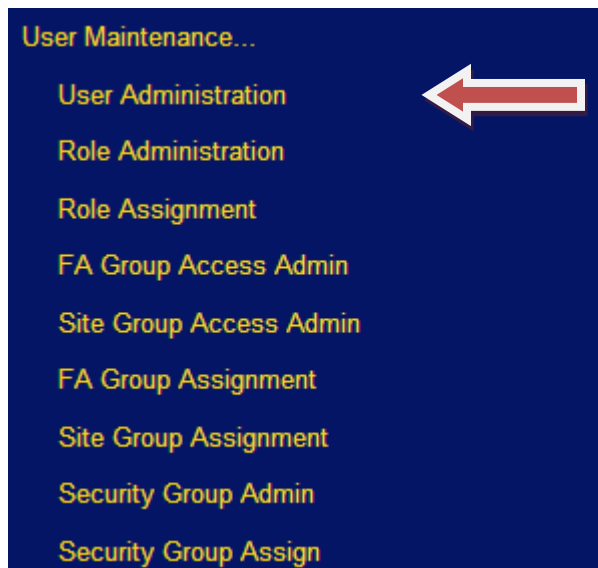 User Maintenance...
User Administration
Role Administration
Role Assignment
FA Group Access Admin
Site Group Access Admin
FA Group Assignment
Site Group Assignment
Security Group Admin
Security Group Assign